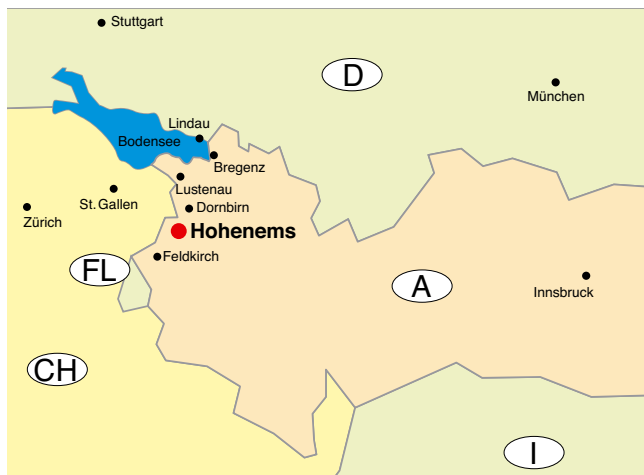 Stuttgart
D
München
Lindau
Bodensee
Bregenz
Lustenau
St. Gallen
Dornbirn
Zürich
Hohenems
Feldkirch
FL
A
Innsbruck
CH
I